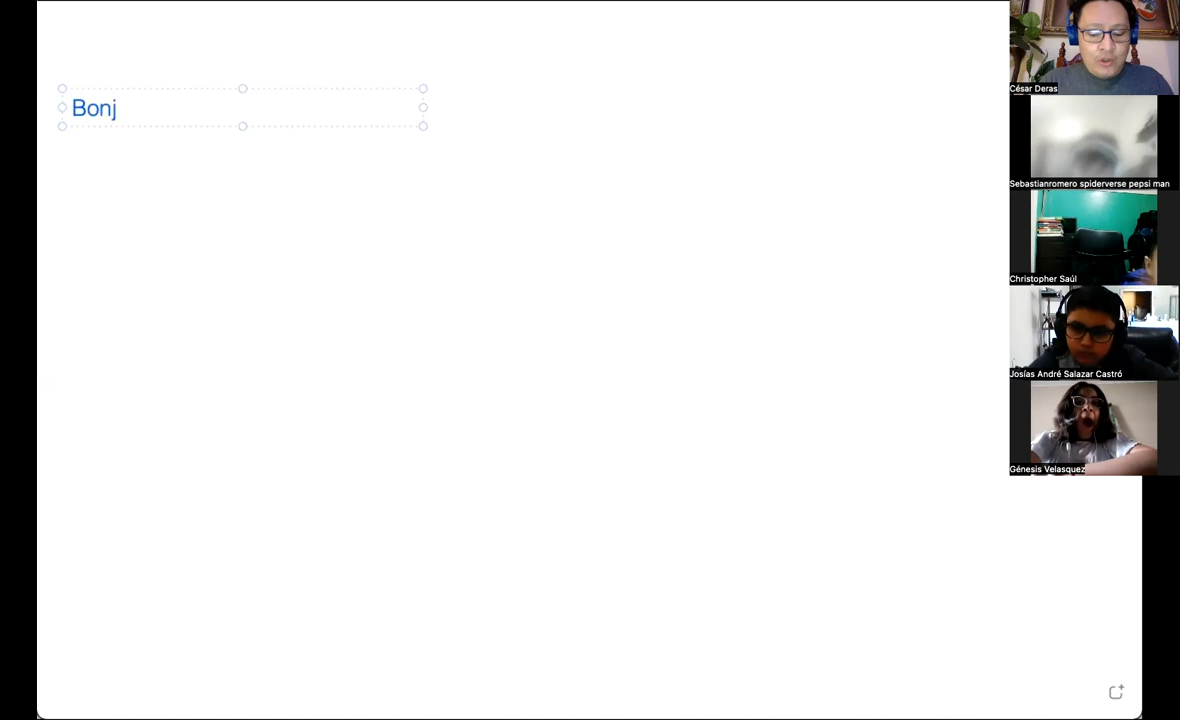 Bonj
César Deras
Sebastianromero spiderverse pepsi man
Christopher Saúl
Josías André Salazar Castró
Génesis Velasquez